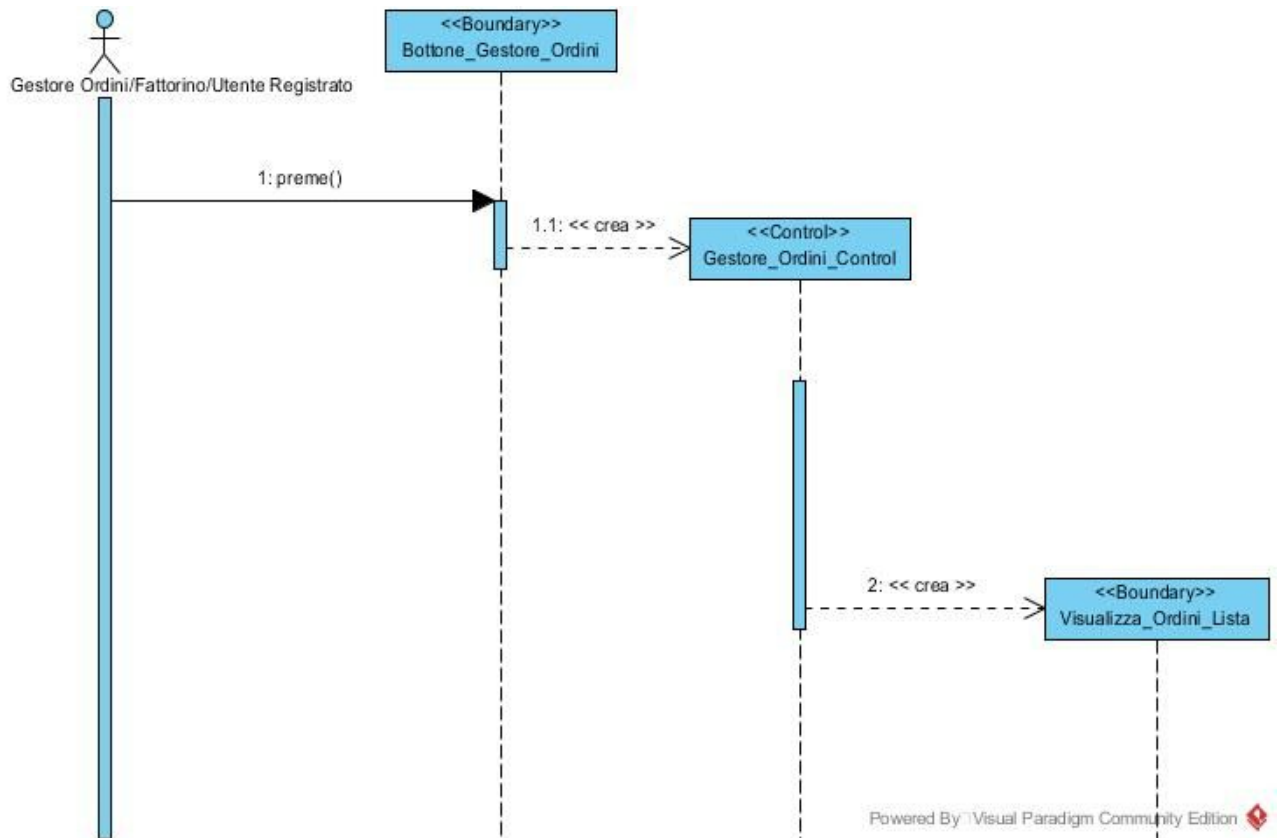 <<Boundary>>
Bottone_Gestore_Ordini
Gestore Ordini/Fattorino/Utente Registrato
1: preme()
1.1: << crea >>
<<Control>>
Gestore_Ordini_Control
2: << crea >>
<<Boundary>>
Visualizza_Ordini_Lista
Powered By Visual Paradigm Community Edition